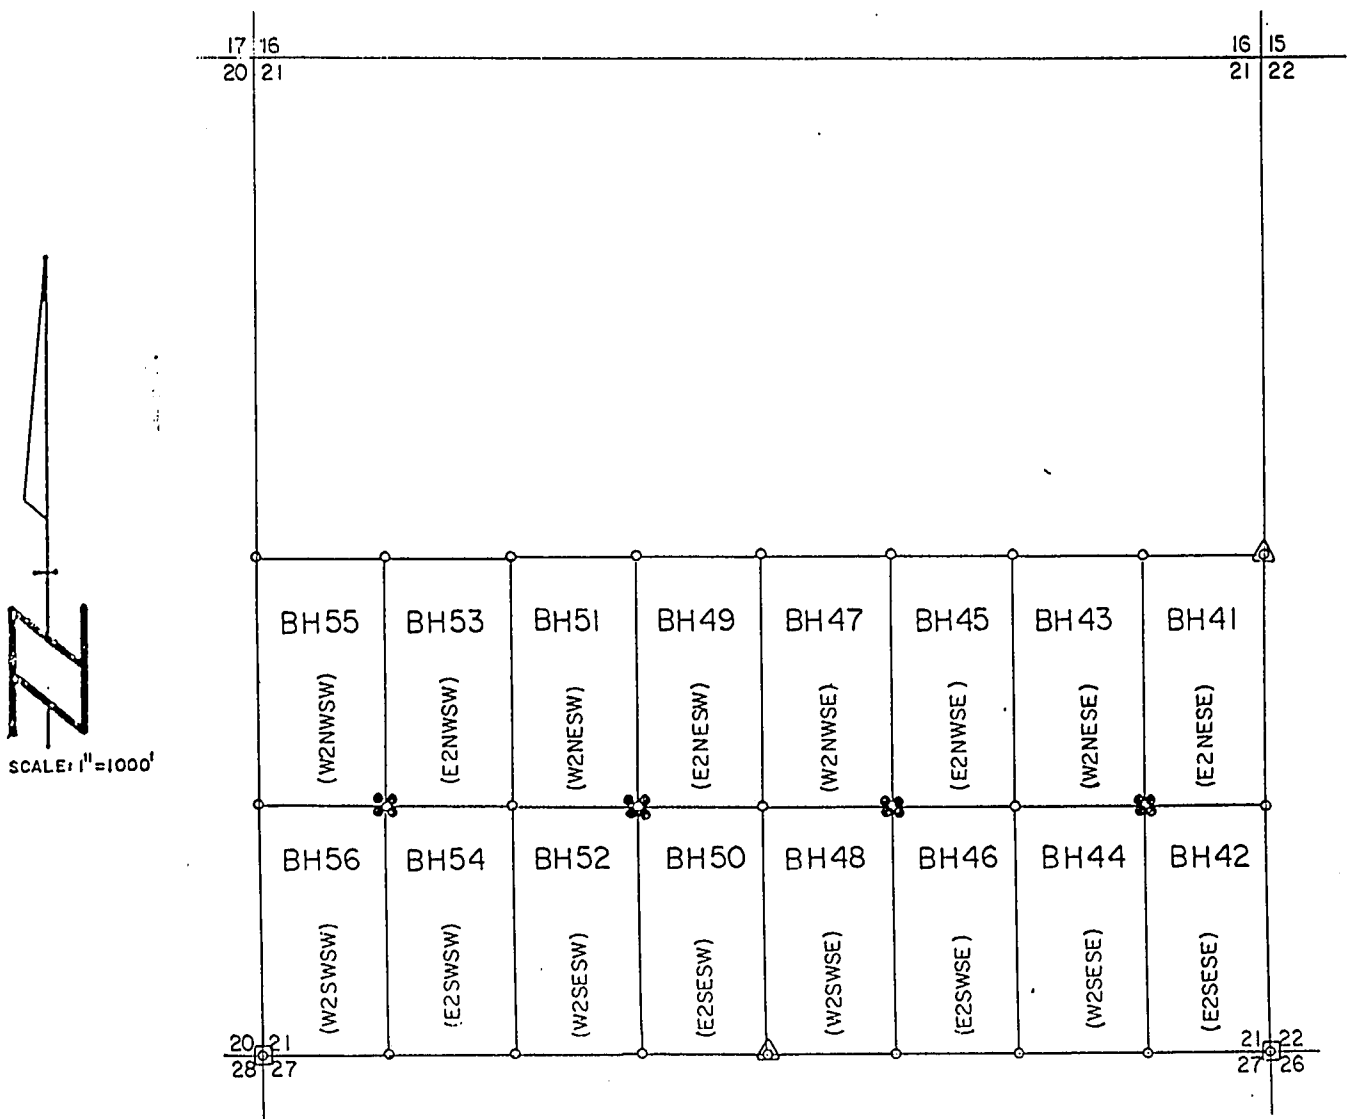 17 16 16 15
20 21 21 22
BH55 BH53 BH51 BH49 BH47 BH45 BH43 BH41
(W2NWSW) (E2NWSW) (W2NESW) (E2NESW) (W2NWSE) (E2NWSE) (W2NESE) (E2NESE)
N
SCALE: 1"=1000'
BH56 BH54 BH52 BH50 BH48 BH46 BH44 BH42
(W2SWSW) (E2SWSW) (W2SESW) (E2SESW) (W2SWSE) (E2SWSE) (W2SESE) (E2SESE)
20 21 21 22
28 27 27 26